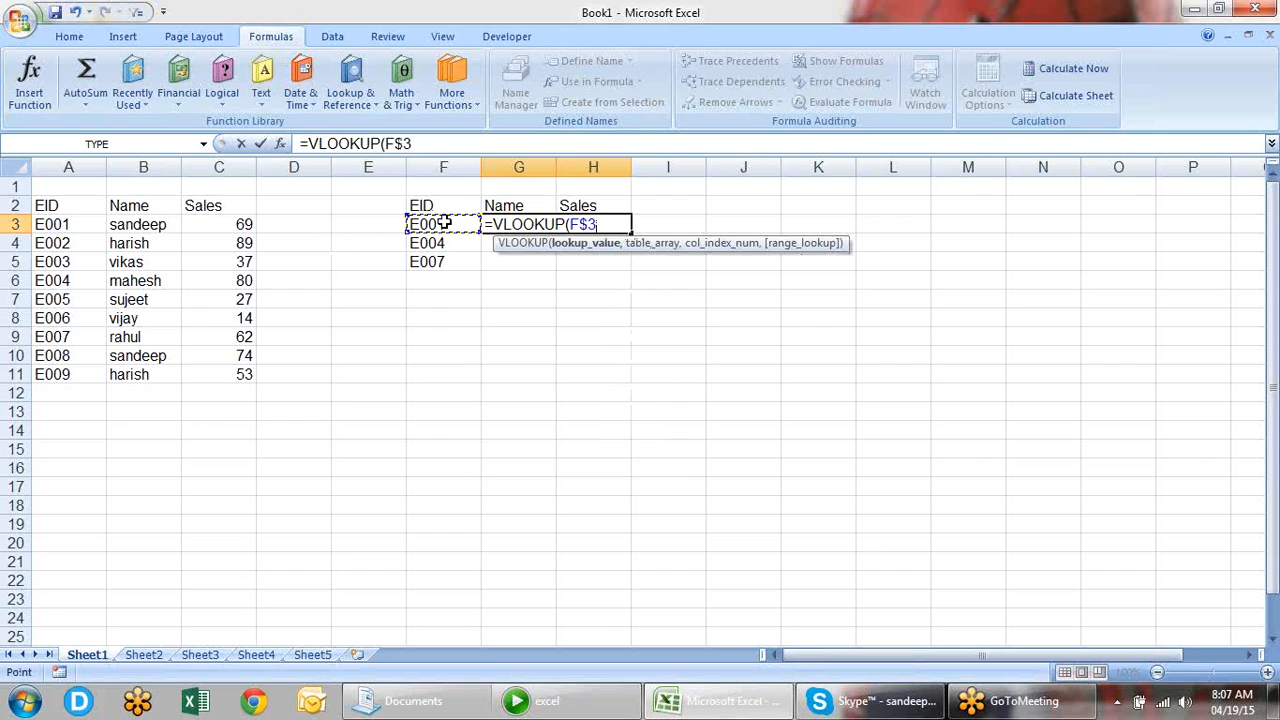 Book1 - Microsoft Excel
Home Insert Page Layout Formulas Data Review View Developer
fx Insert Function
Σ AutoSum
Recently Used
Financial
Logical
Text
Date & Time
Lookup & Reference
Math & Trig
More Functions
Function Library
Name Manager
Define Name
Use in Formula
Create from Selection
Defined Names
Trace Precedents
Trace Dependents
Remove Arrows
Show Formulas
Error Checking
Evaluate Formula
Formula Auditing
Watch Window
Calculation Options
Calculate Now
Calculate Sheet
Calculation
TYPE fx =VLOOKUP(F$3
A B C D E F G H I J K L M N O P
1
2 EID Name Sales EID Name Sales
3 E001 sandeep 69 E00 =VLOOKUP(F$3
4 E002 harish 89 E004 VLOOKUP(lookup_value, table_array, col_index_num, [range_lookup])
5 E003 vikas 37 E007
6 E004 mahesh 80
7 E005 sujeet 27
8 E006 vijay 14
9 E007 rahul 62
10 E008 sandeep 74
11 E009 harish 53
12
13
14
15
16
17
18
19
20
21
22
23
24
25
Sheet1 Sheet2 Sheet3 Sheet4 Sheet5
Point 100%
Documents excel Microsoft Excel - ... Skype™ - sandeep... GoToMeeting
8:07 AM
04/19/15